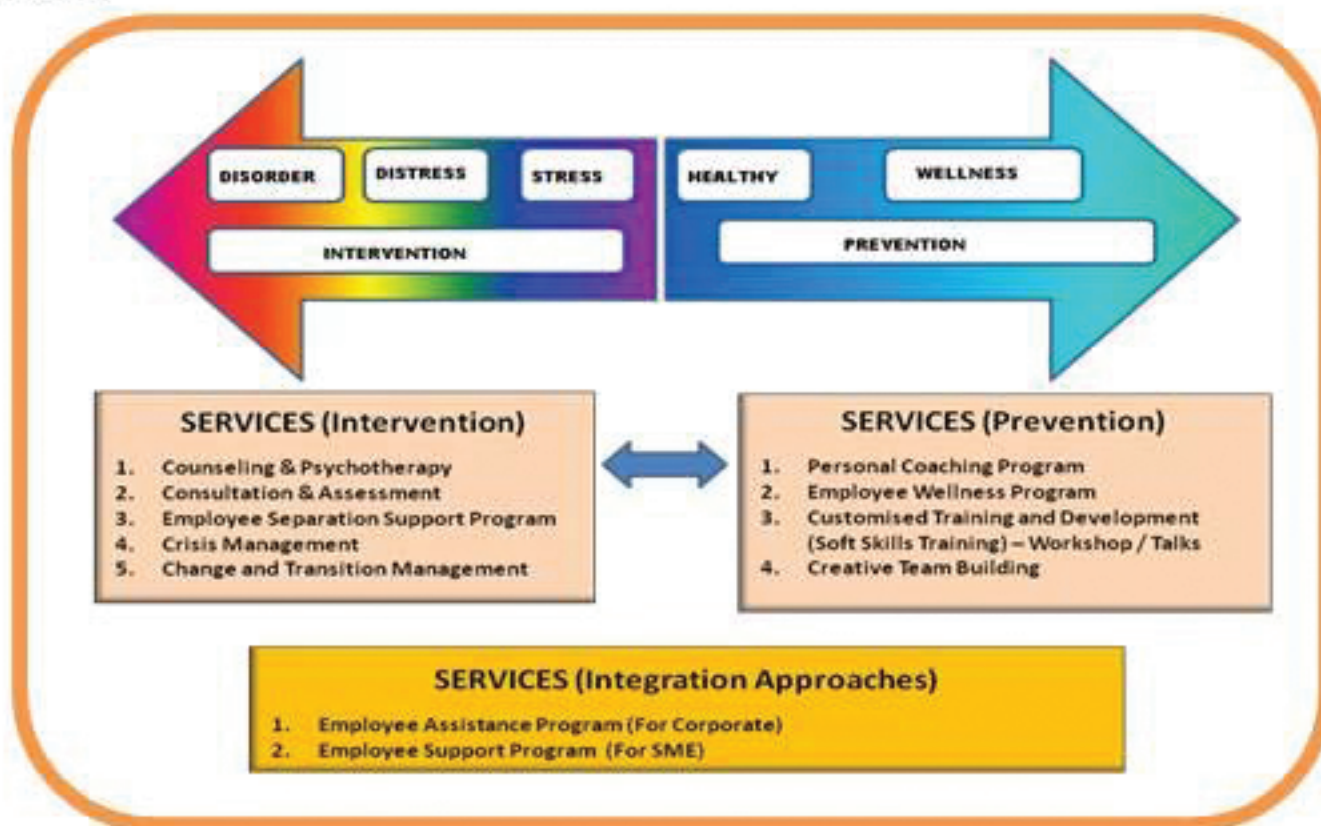 DISORDER
DISTRESS
STRESS
HEALTHY
WELLNESS
INTERVENTION
PREVENTION
SERVICES (Intervention)
1. Counseling & Psychotherapy
2. Consultation & Assessment
3. Employee Separation Support Program
4. Crisis Management
5. Change and Transition Management
SERVICES (Prevention)
1. Personal Coaching Program
2. Employee Wellness Program
3. Customised Training and Development
(Soft Skills Training) – Workshop / Talks
4. Creative Team Building
SERVICES (Integration Approaches)
1. Employee Assistance Program (For Corporate)
2. Employee Support Program (For SME)